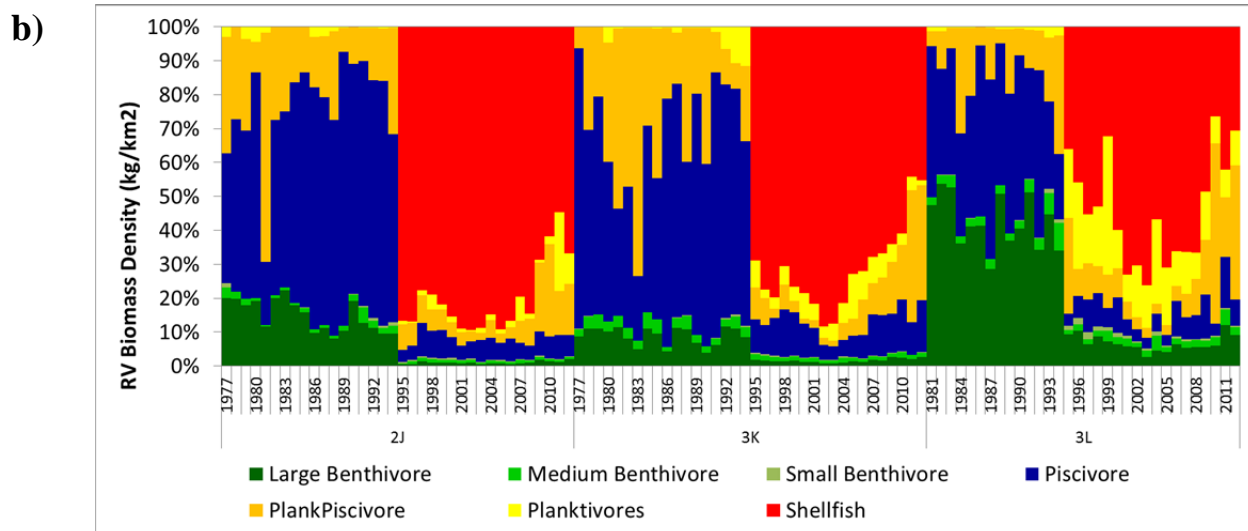 b)
RV Biomass Density (kg/km2)
100%
90%
80%
70%
60%
50%
40%
30%
20%
10%
0%
1977 1980 1983 1986 1989 1992 1995 1998 2001 2004 2007 2010 1977 1980 1983 1986 1989 1992 1995 1998 2001 2004 2007 2010 1981 1984 1987 1990 1993 1996 1999 2002 2005 2008 2011
2J 3K 3L
Large Benthivore Medium Benthivore Small Benthivore Piscivore
PlankPiscivore Planktivores Shellfish